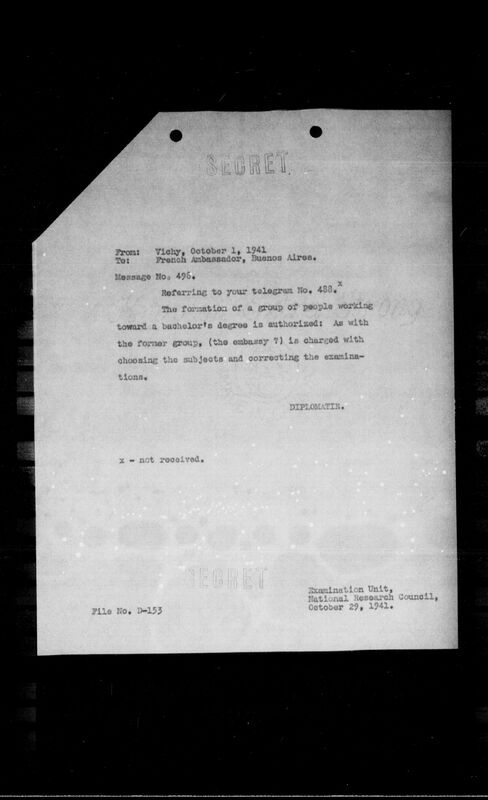 SECRET
From: Vichy, October 1, 1941
To: French Ambassador, Buenos Aires.
Message No. 496.
Referring to your telegram No. 488.x
The formation of a group of people working
toward a bachelor's degree is authorized: As with
the former group, (the embassy ?) is charged with
choosing the subjects and correcting the examina-
tions.
DIPLOMATIE.
x - not received.
SECRET
Examination Unit,
National Research Council,
October 29, 1941.
File No. D-153